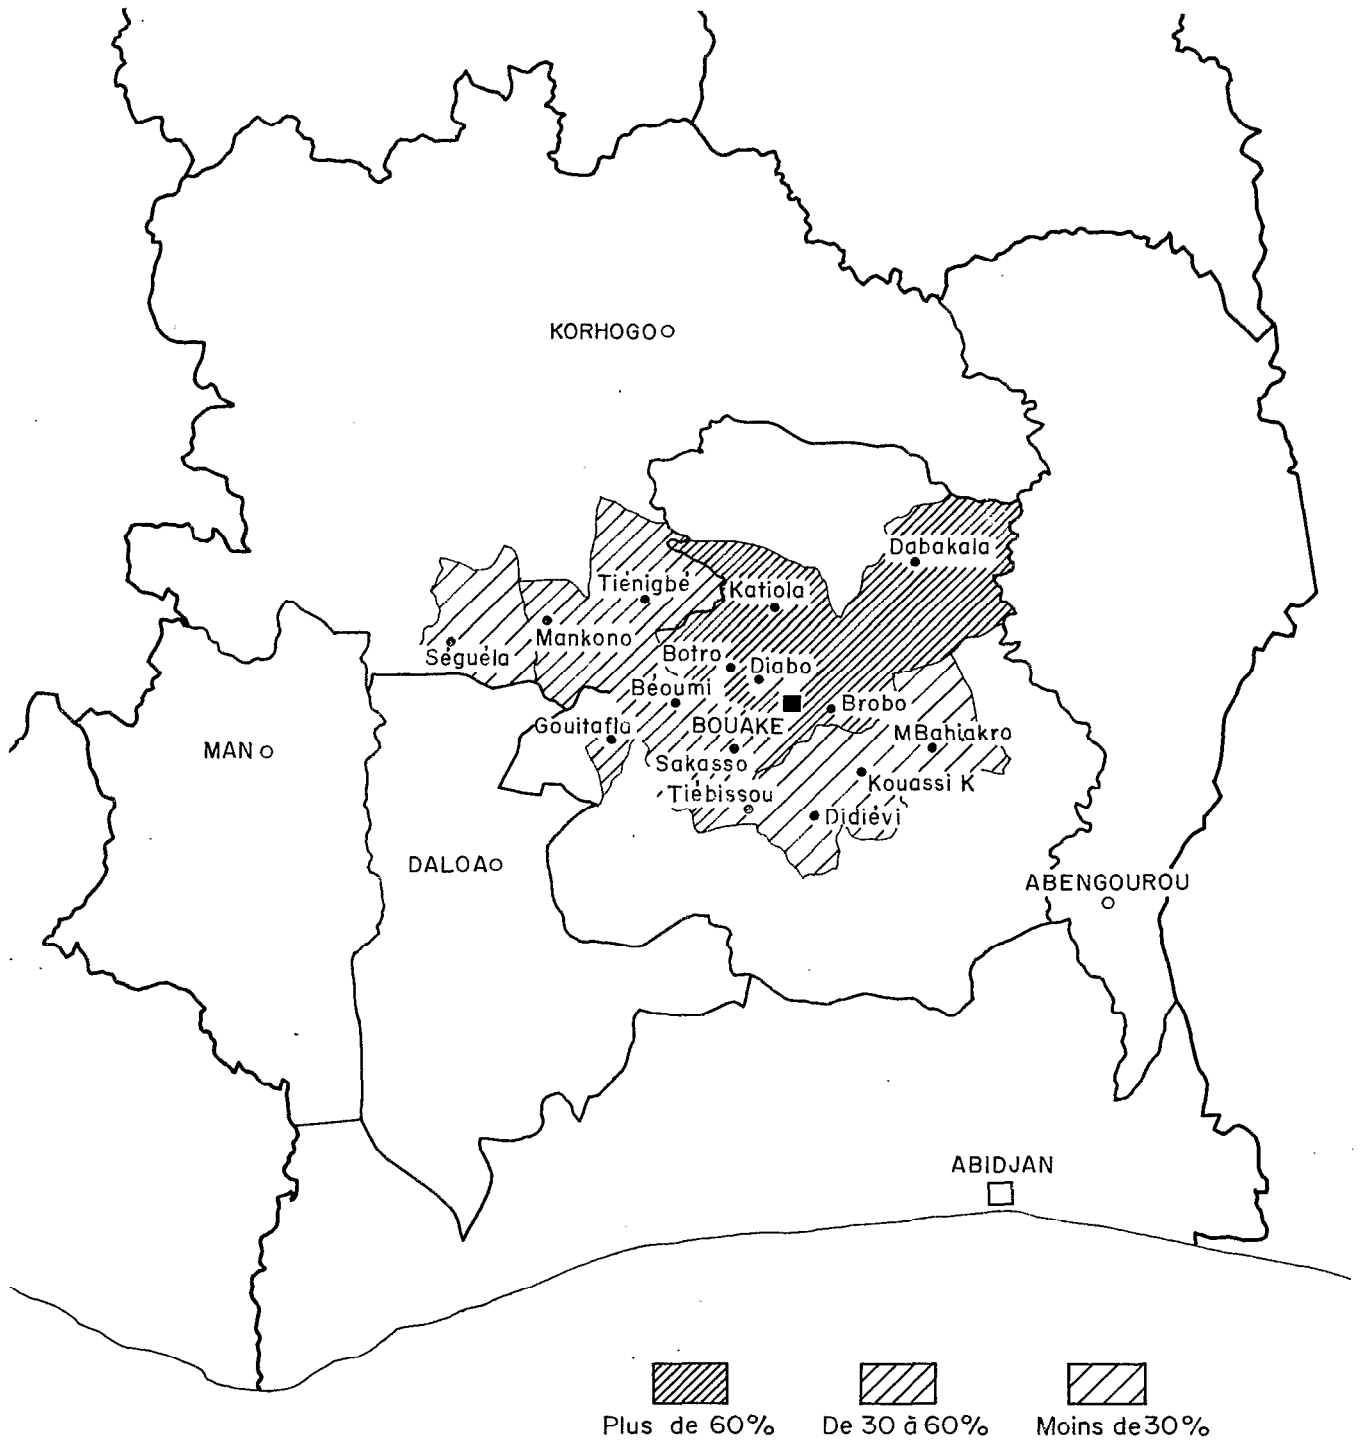 KORHOGO
Dabakala
Tiénigbé
Katiola
Mankono
Séguéla
Botro
Diabo
Béoumi
Brobo
Gouitafla
BOUAKE
MBahiakro
MAN
Sakasso
Kouassi K
Tiébissou
Didiévi
DALOA
ABENGOUROU
ABIDJAN
Plus de 60% De 30 à 60% Moins de 30%